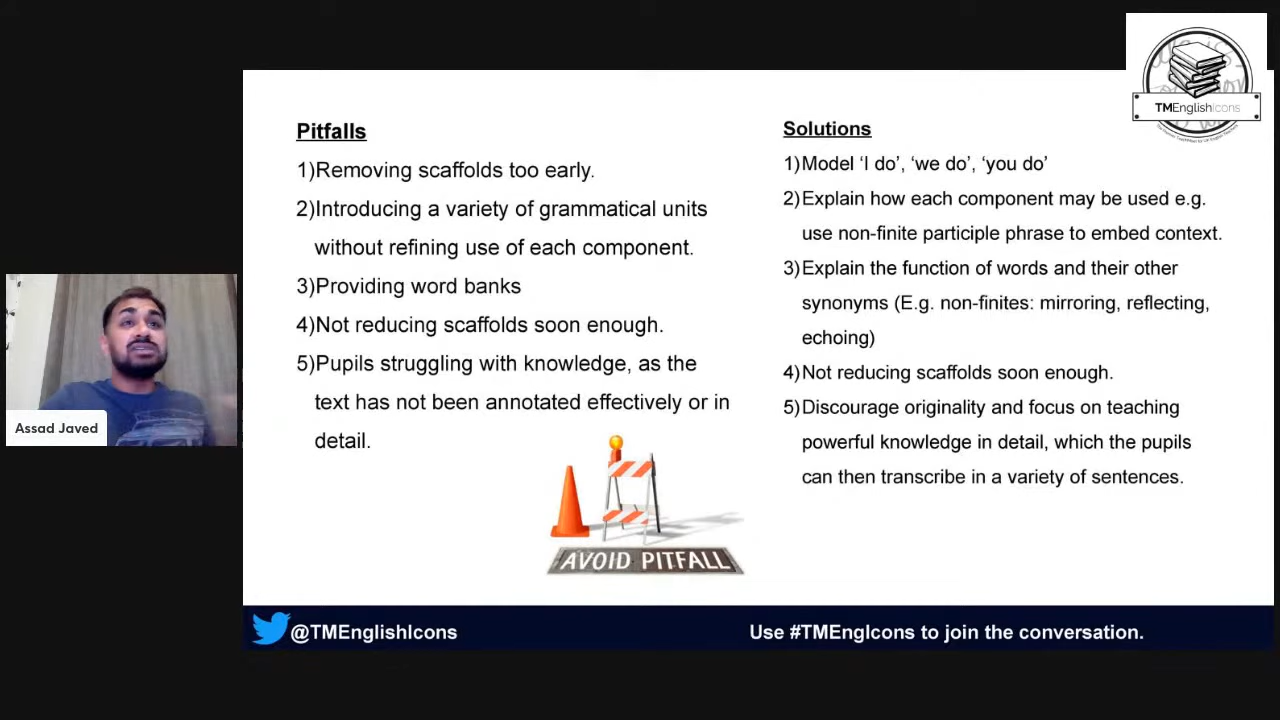 Pitfalls
1)Removing scaffolds too early.
2)Introducing a variety of grammatical units
without refining use of each component.
3)Providing word banks
4)Not reducing scaffolds soon enough.
5)Pupils struggling with knowledge, as the
text has not been annotated effectively or in
detail.
AVOID PITFALL
Solutions
1)Model ‘I do’, ‘we do’, ‘you do’
2)Explain how each component may be used e.g.
use non-finite participle phrase to embed context.
3)Explain the function of words and their other
synonyms (E.g. non-finites: mirroring, reflecting,
echoing)
4)Not reducing scaffolds soon enough.
5)Discourage originality and focus on teaching
powerful knowledge in detail, which the pupils
can then transcribe in a variety of sentences.
TMEnglishIcons
Assad Javed
@TMEnglishIcons
Use #TMEngIcons to join the conversation.